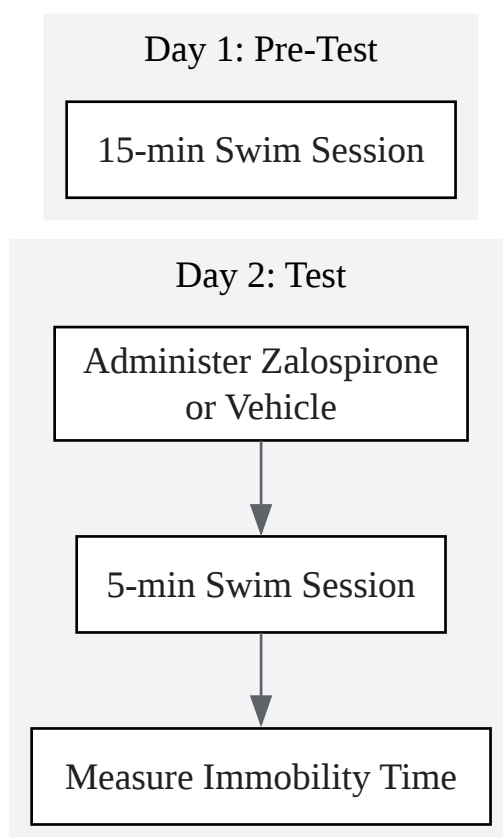 Day 1: Pre-Test
15-min Swim Session
Day 2: Test
Administer Zalospirone
or Vehicle
5-min Swim Session
Measure Immobility Time